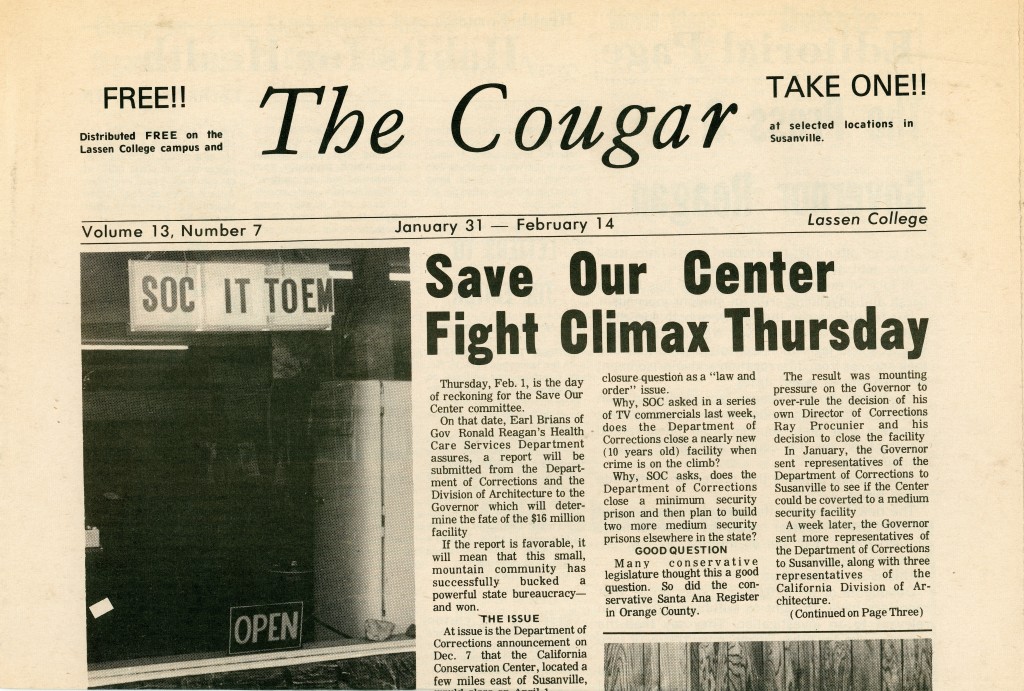 FREE!!
Distributed FREE on the
Lassen College campus and
The Cougar
TAKE ONE!!
at selected locations in
Susanville.
Volume 13, Number 7
January 31 — February 14
Lassen College
SOC IT TO EM
OPEN
Save Our Center
Fight Climax Thursday
Thursday, Feb. 1, is the day
of reckoning for the Save Our
Center committee.
On that date, Earl Brians of
Gov Ronald Reagan's Health
Care Services Department
assures, a report will be
submitted from the Depart-
ment of Corrections and the
Division of Architecture to the
Governor which will deter-
mine the fate of the $16 million
facility
If the report is favorable, it
will mean that this small,
mountain community has
successfully bucked a
powerful state bureaucracy—
and won.
THE ISSUE
At issue is the Department of
Corrections announcement on
Dec. 7 that the California
Conservation Center, located a
few miles east of Susanville,
would close on April 1
closure question as a "law and
order" issue.
Why, SOC asked in a series
of TV commercials last week,
does the Department of
Corrections close a nearly new
(10 years old) facility when
crime is on the climb?
Why, SOC asks, does the
Department of Corrections
close a minimum security
prison and then plan to build
two more medium security
prisons elsewhere in the state?
GOOD QUESTION
Many conservative
legislature thought this a good
question. So did the con-
servative Santa Ana Register
in Orange County.
The result was mounting
pressure on the Governor to
over-rule the decision of his
own Director of Corrections
Ray Procunier and his
decision to close the facility
In January, the Governor
sent representatives of the
Department of Corrections to
Susanville to see if the Center
could be coverted to a medium
security facility
A week later, the Governor
sent more representatives of
the Department of Corrections
to Susanville, along with three
representatives of the
California Division of Ar-
chitecture.
(Continued on Page Three)